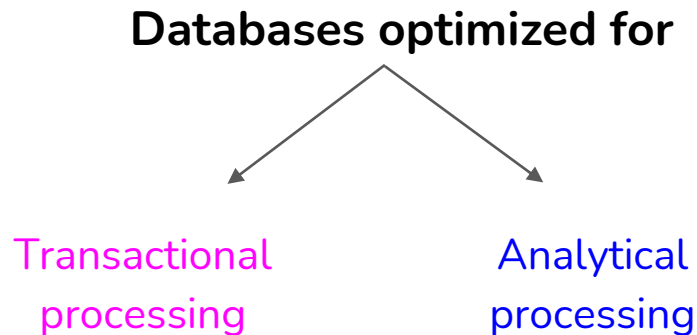 Databases optimized for
Transactional
processing
Analytical
processing